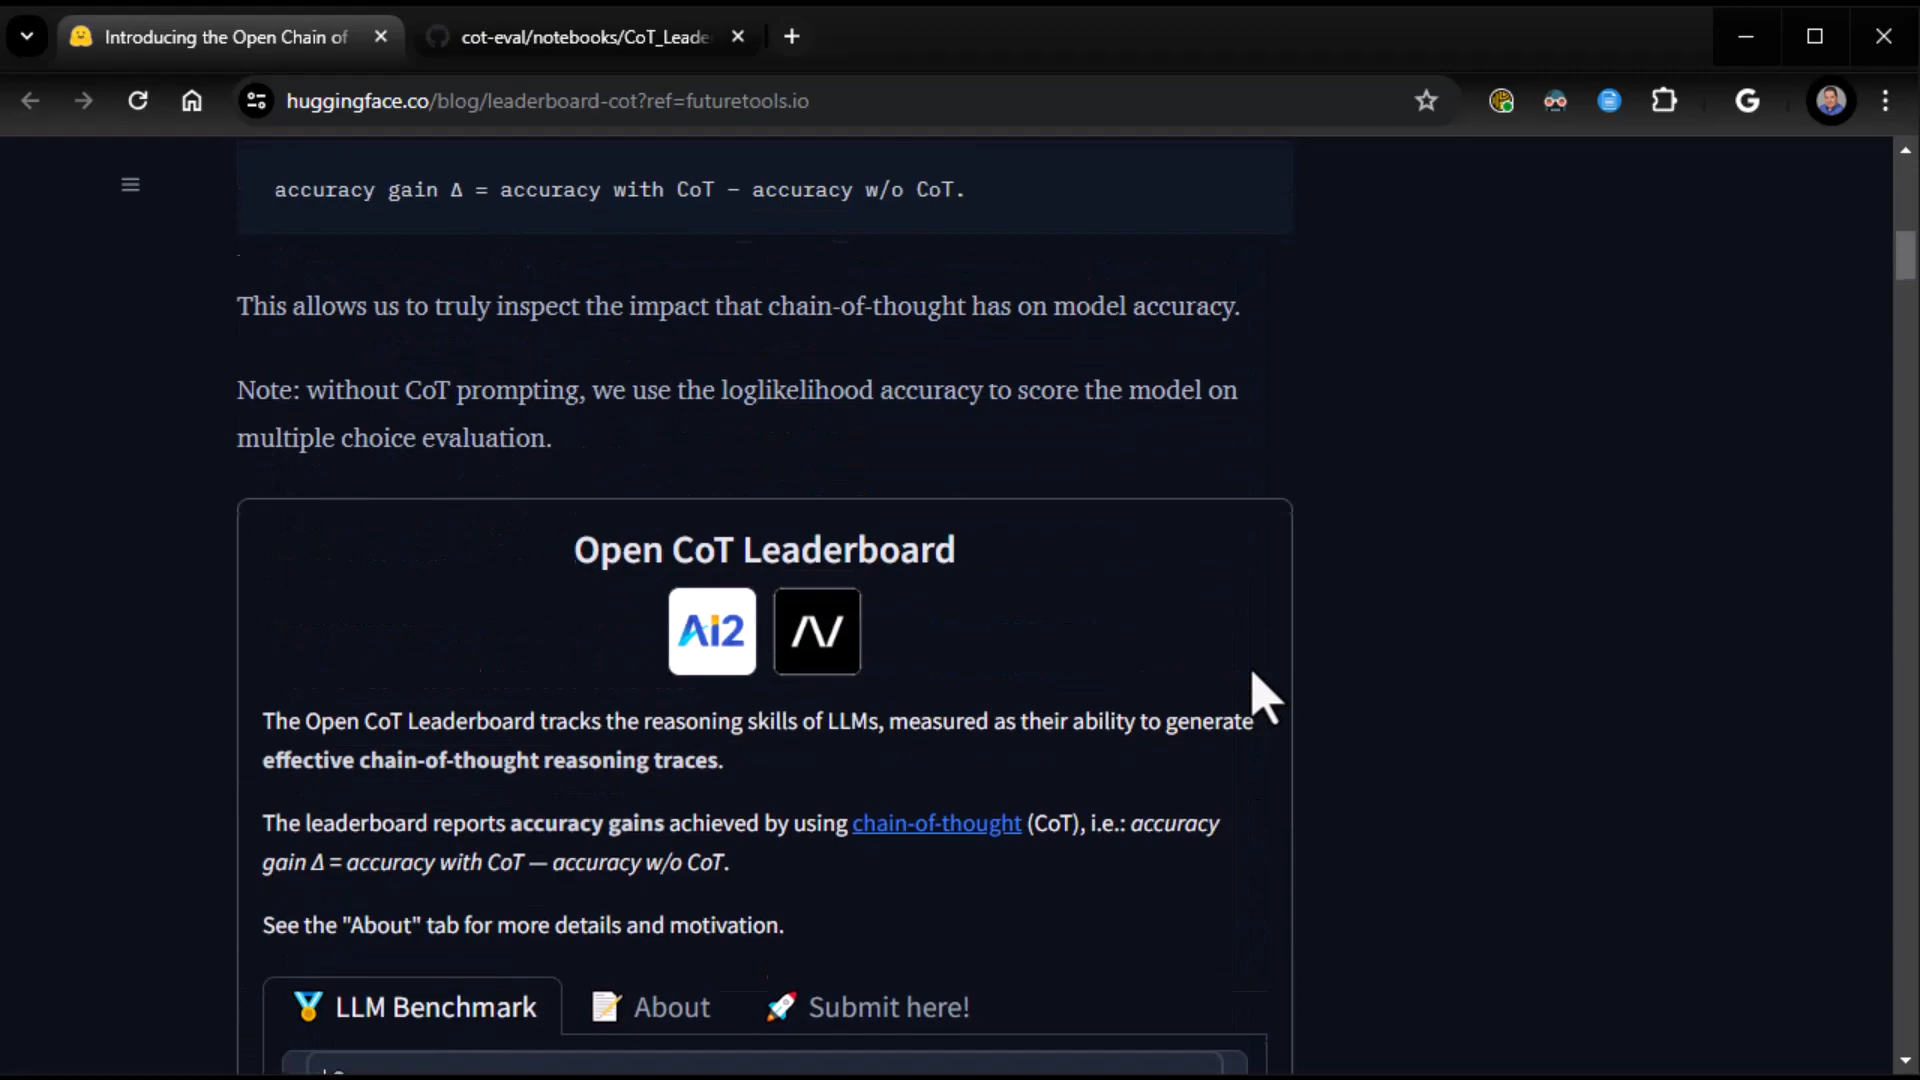 Introducing the Open Chain of
cot-eval/notebooks/CoT_Leade
huggingface.co/blog/leaderboard-cot?ref=futuretools.io
G
accuracy gain Δ = accuracy with CoT – accuracy w/o CoT.
.
This allows us to truly inspect the impact that chain-of-thought has on model accuracy.
Note: without CoT prompting, we use the loglikelihood accuracy to score the model on
multiple choice evaluation.
Open CoT Leaderboard
Ai2
/\/
The Open CoT Leaderboard tracks the reasoning skills of LLMs, measured as their ability to generate
effective chain-of-thought reasoning traces.
The leaderboard reports accuracy gains achieved by using chain-of-thought (CoT), i.e.: accuracy
gain Δ = accuracy with CoT — accuracy w/o CoT.
See the "About" tab for more details and motivation.
LLM Benchmark
About
Submit here!